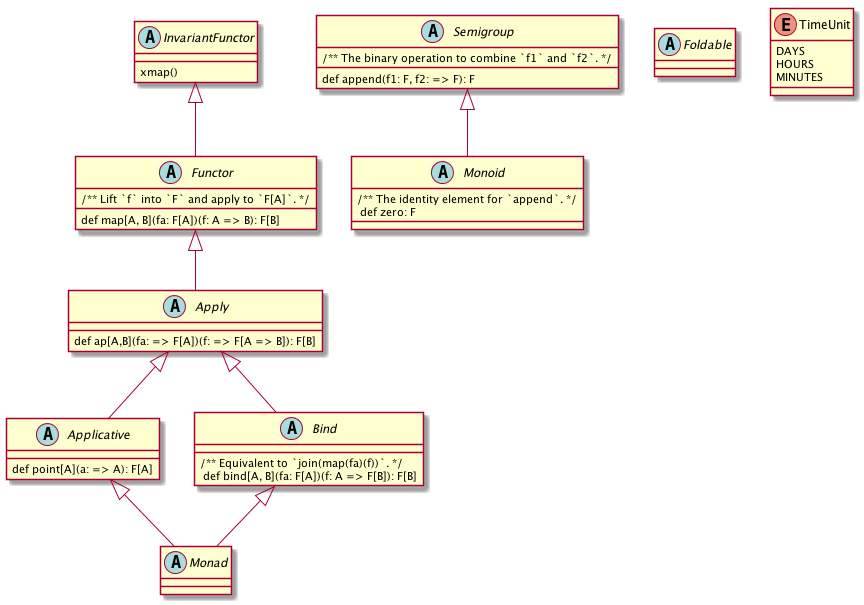 A InvariantFunctor
xmap()
A Semigroup
/** The binary operation to combine `f1` and `f2`. */
def append(f1: F, f2: => F): F
A Foldable
E TimeUnit
DAYS
HOURS
MINUTES
A Functor
/** Lift `f` into `F` and apply to `F[A]`. */
def map[A, B](fa: F[A])(f: A => B): F[B]
A Monoid
/** The identity element for `append`. */
def zero: F
A Apply
def ap[A,B](fa: => F[A])(f: => F[A => B]): F[B]
A Applicative
def point[A](a: => A): F[A]
A Bind
/** Equivalent to `join(map(fa)(f))`. */
def bind[A, B](fa: F[A])(f: A => F[B]): F[B]
A Monad